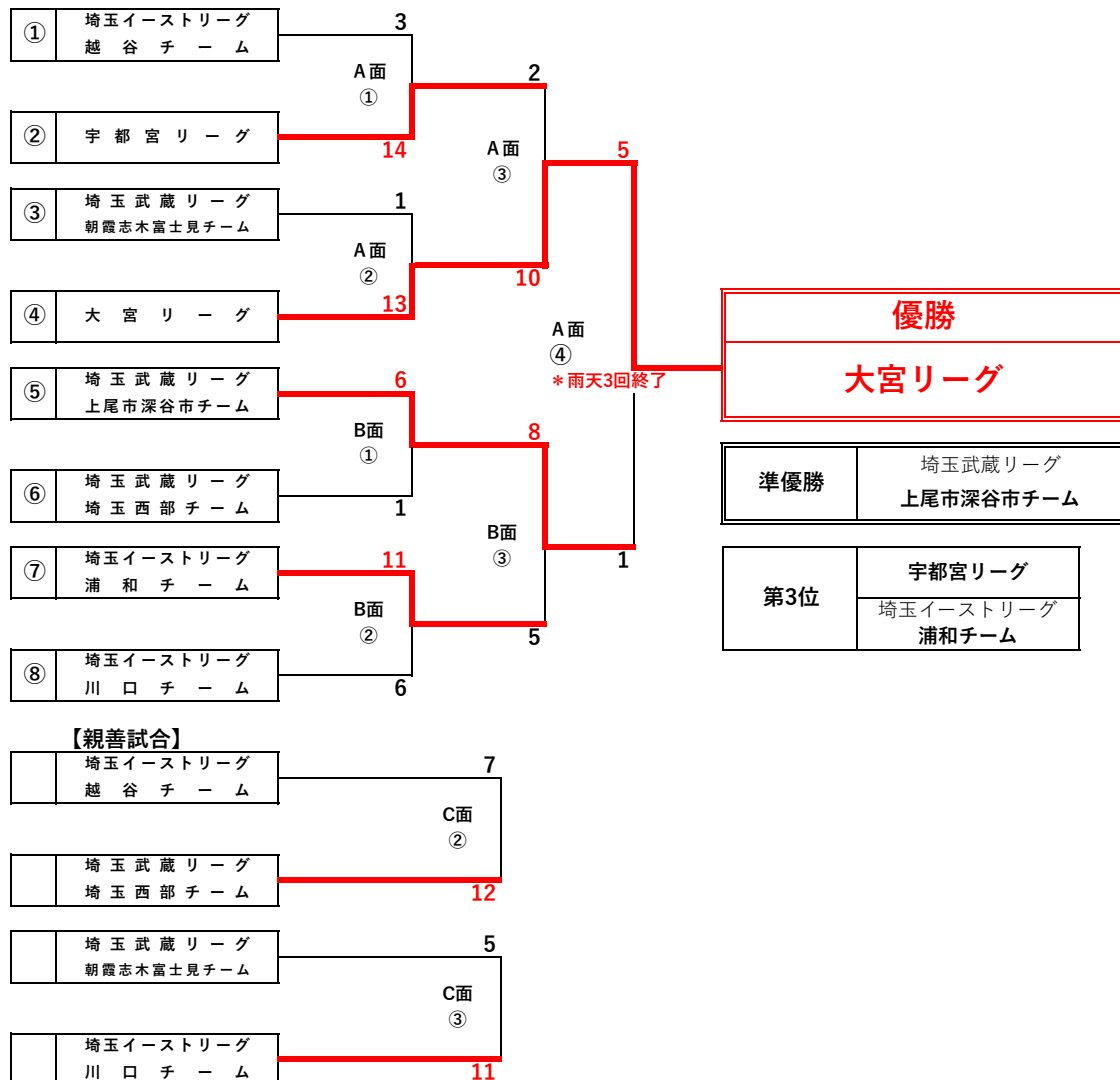 ① 埼玉イーストリーグ
越谷チーム
3
A面
①
2
② 宇都宮リーグ
14
A面
③
5
③ 埼玉武蔵リーグ
朝霞志木富士見チーム
1
A面
②
10
④ 大宮リーグ
13
A面
④
＊雨天3回終了
優勝
大宮リーグ
⑤ 埼玉武蔵リーグ
上尾市深谷市チーム
6
B面
①
8
⑥ 埼玉武蔵リーグ
埼玉西部チーム
1
B面
③
1
準優勝
埼玉武蔵リーグ
上尾市深谷市チーム
⑦ 埼玉イーストリーグ
浦和チーム
11
B面
②
5
⑧ 埼玉イーストリーグ
川口チーム
6
第3位
宇都宮リーグ
埼玉イーストリーグ
浦和チーム
【親善試合】
埼玉イーストリーグ
越谷チーム
7
C面
②
埼玉武蔵リーグ
埼玉西部チーム
12
埼玉武蔵リーグ
朝霞志木富士見チーム
5
C面
③
埼玉イーストリーグ
川口チーム
11